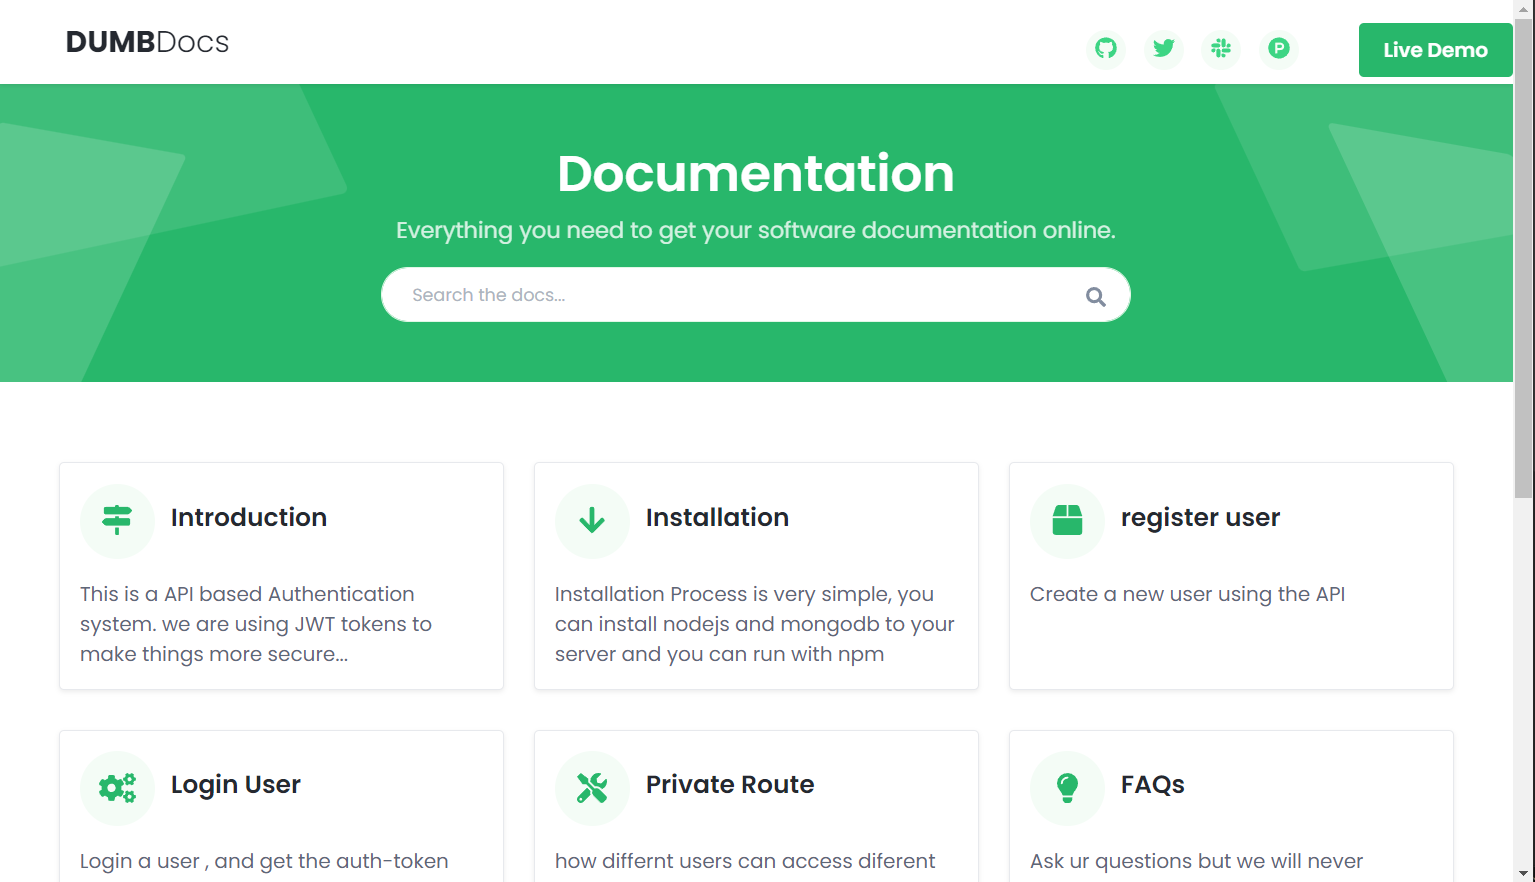 DUMBDocs
Live Demo
Documentation
Everything you need to get your software documentation online.
Search the docs...
Introduction
This is a API based Authentication
system. we are using JWT tokens to
make things more secure...
Installation
Installation Process is very simple, you
can install nodejs and mongodb to your
server and you can run with npm
register user
Create a new user using the API
Login User
Login a user , and get the auth-token
Private Route
how differnt users can access diferent
FAQs
Ask ur questions but we will never